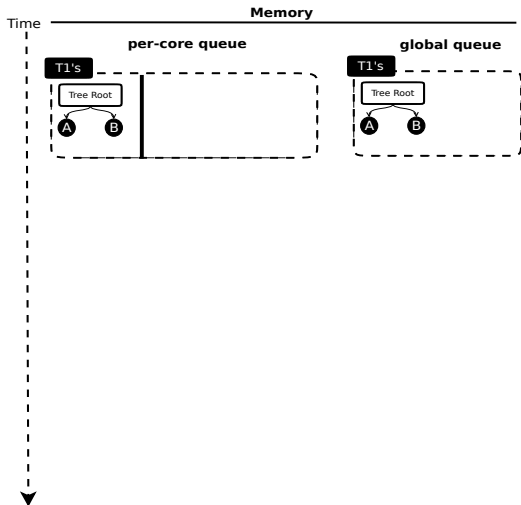 Memory
Time
per-core queue
global queue
T1's
T1's
Tree Root
Tree Root
A
B
A
B